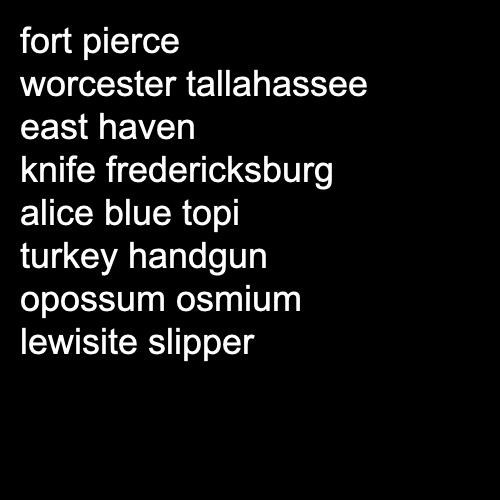 fort pierce
worcester tallahassee
east haven
knife fredericksburg
alice blue topi
turkey handgun
opossum osmium
lewisite slipper